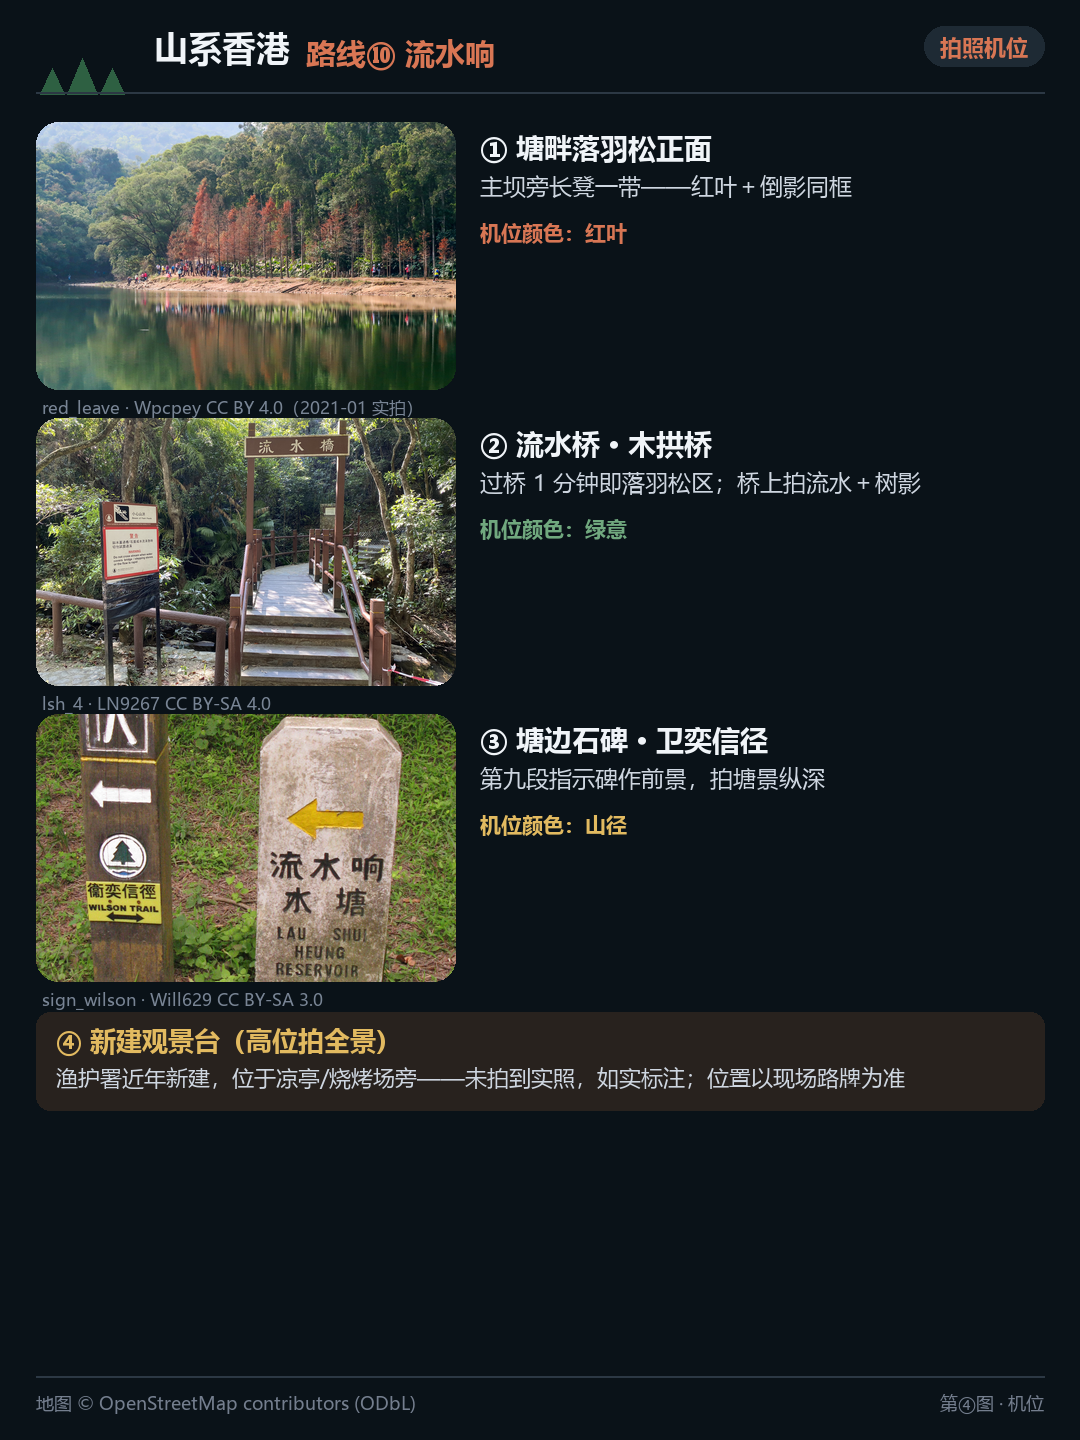 山系香港 路线⑩ 流水响
拍照机位
① 塘畔落羽松正面
主坝旁长凳一带——红叶 + 倒影同框
机位颜色：红叶
red_leave · Wpcpey CC BY 4.0（2021-01 实拍）
流水橋
② 流水桥・木拱桥
过桥 1 分钟即落羽松区；桥上拍流水 + 树影
机位颜色：绿意
lsh_4 · LN9267 CC BY-SA 4.0
衞奕信徑
WILSON TRAIL
流水响
水塘
LAU SHUI
HEUNG
RESERVOIR
③ 塘边石碑・卫奕信径
第九段指示碑作前景，拍塘景纵深
机位颜色：山径
sign_wilson · Will629 CC BY-SA 3.0
④ 新建观景台（高位拍全景）
渔护署近年新建，位于凉亭/烧烤场旁——未拍到实照，如实标注；位置以现场路牌为准
地图 © OpenStreetMap contributors (ODbL)
第④图 · 机位